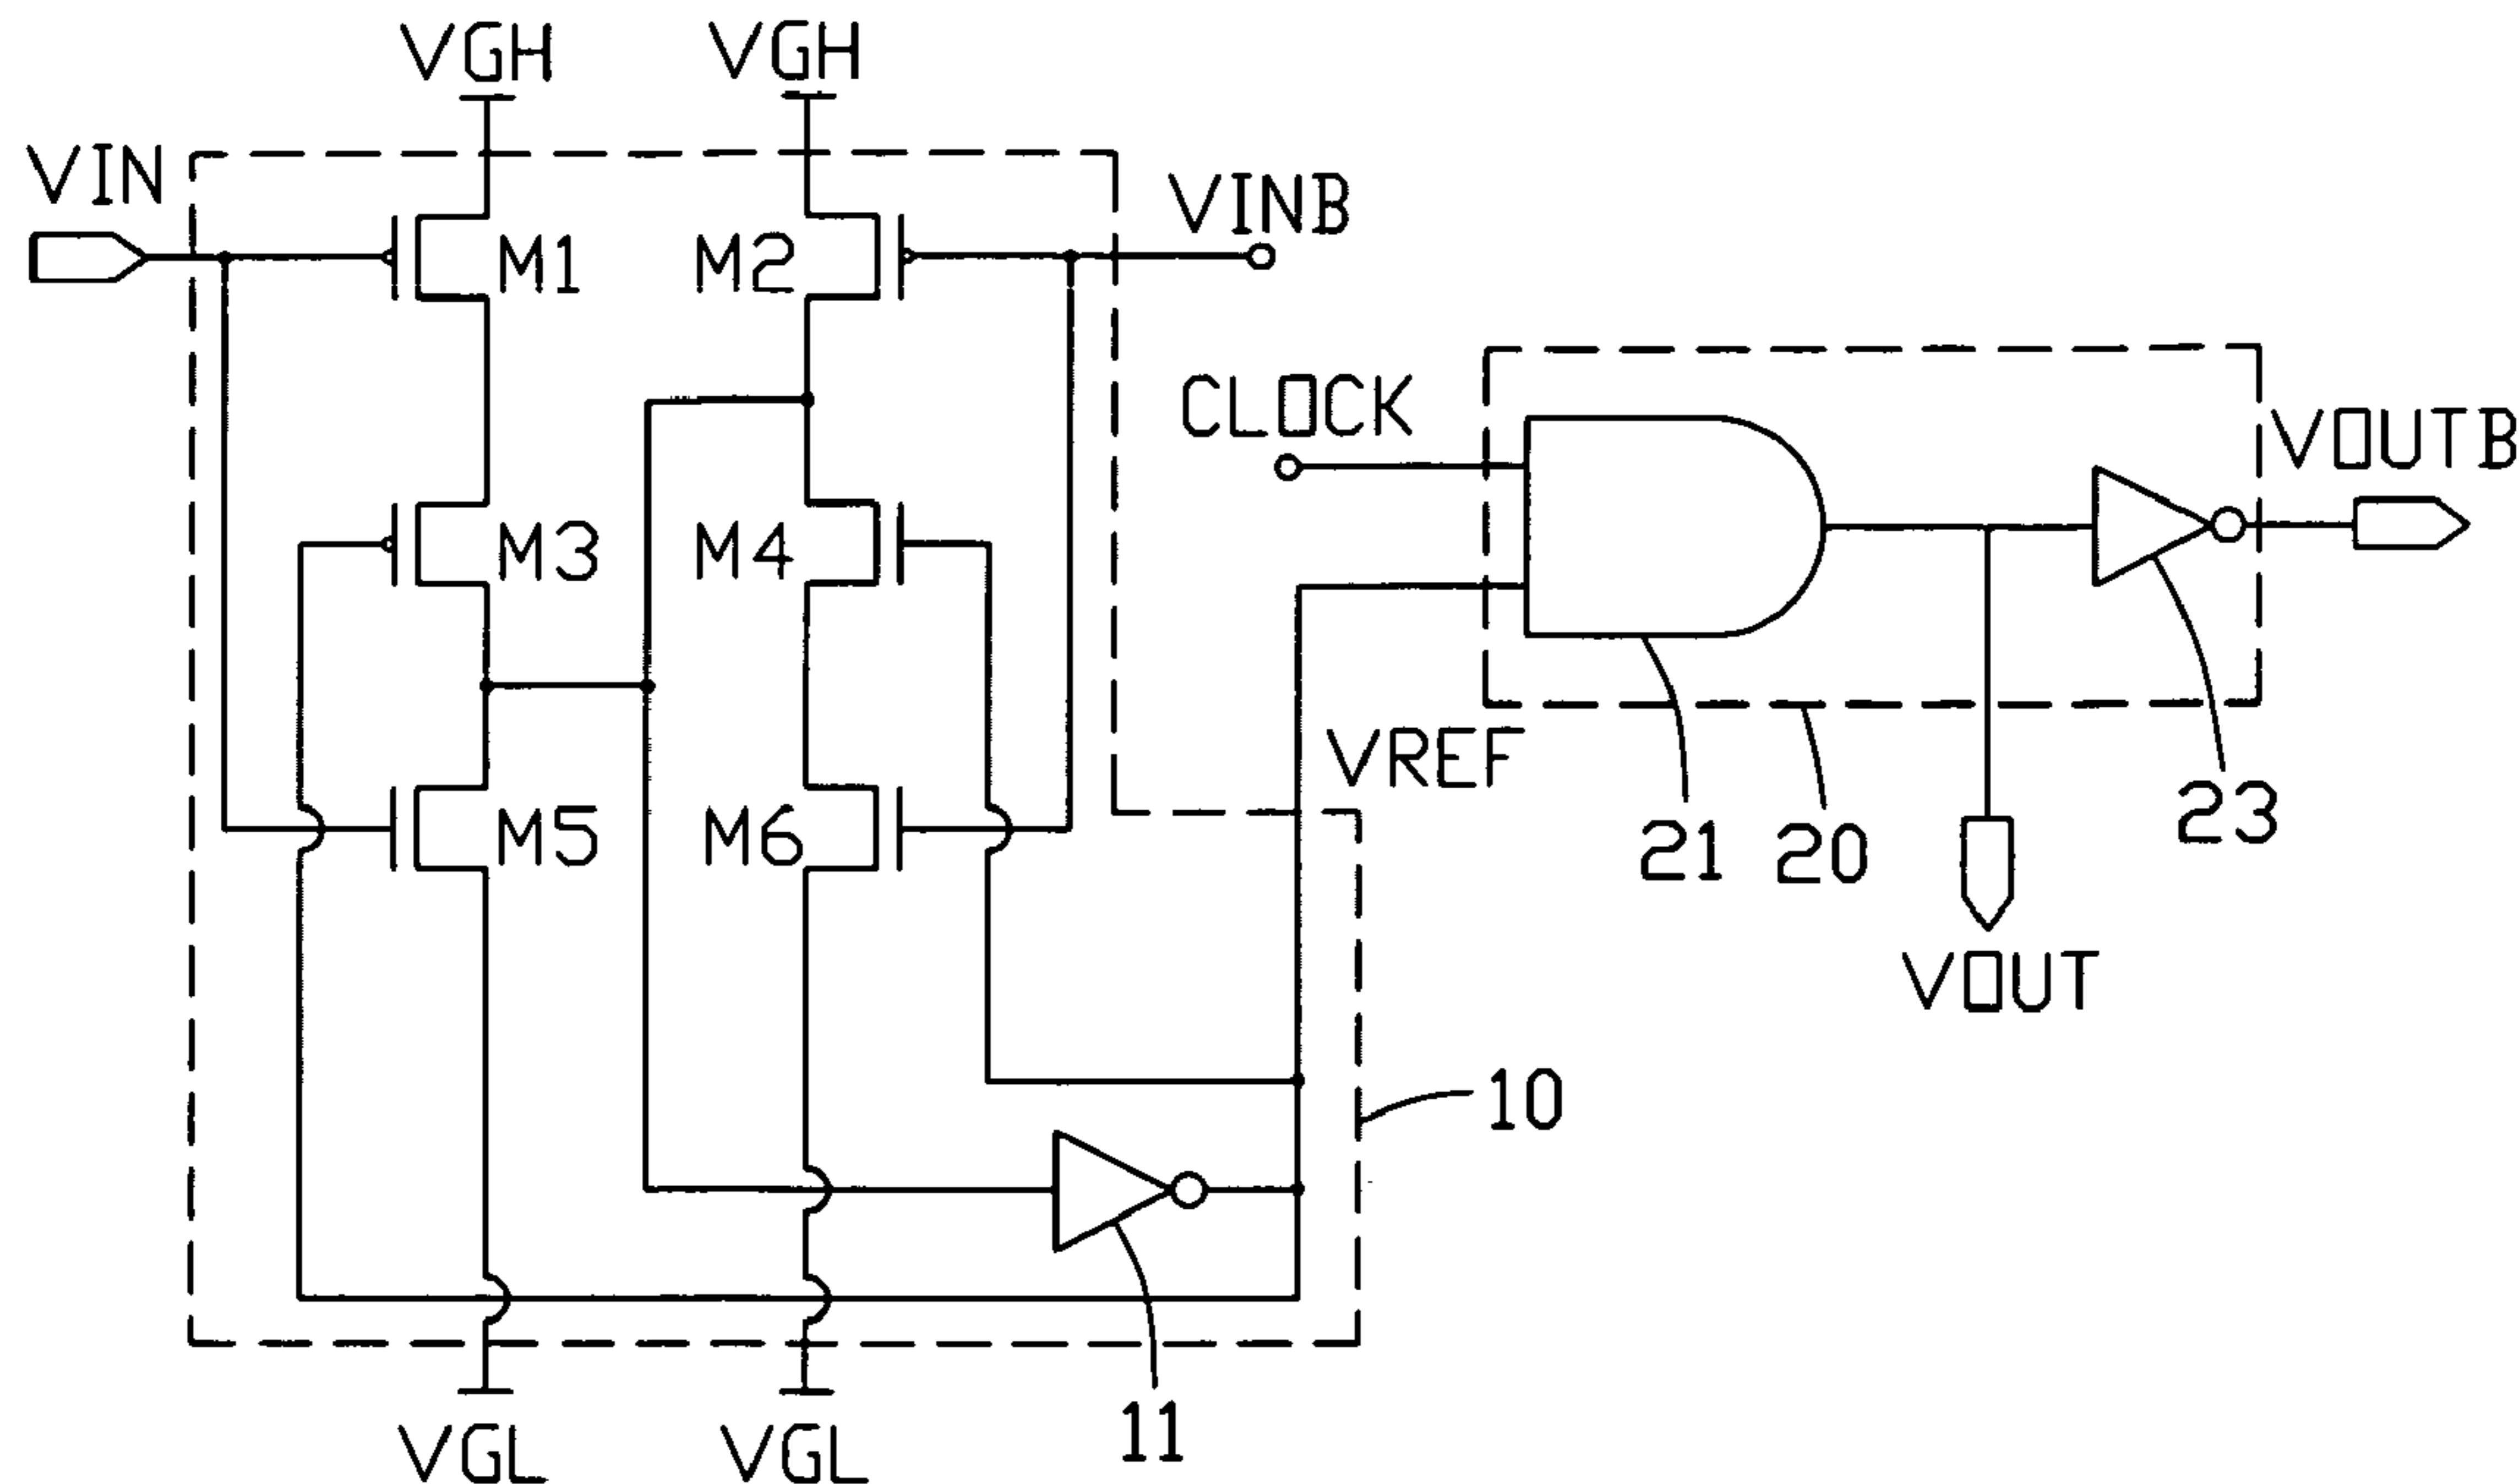 VGH
VGH
VIN
VINB
M1
M2
CLOCK
VOUTB
M3
M4
VREF
M5
M6
21
20
23
VOUT
10
11
VGL
VGL